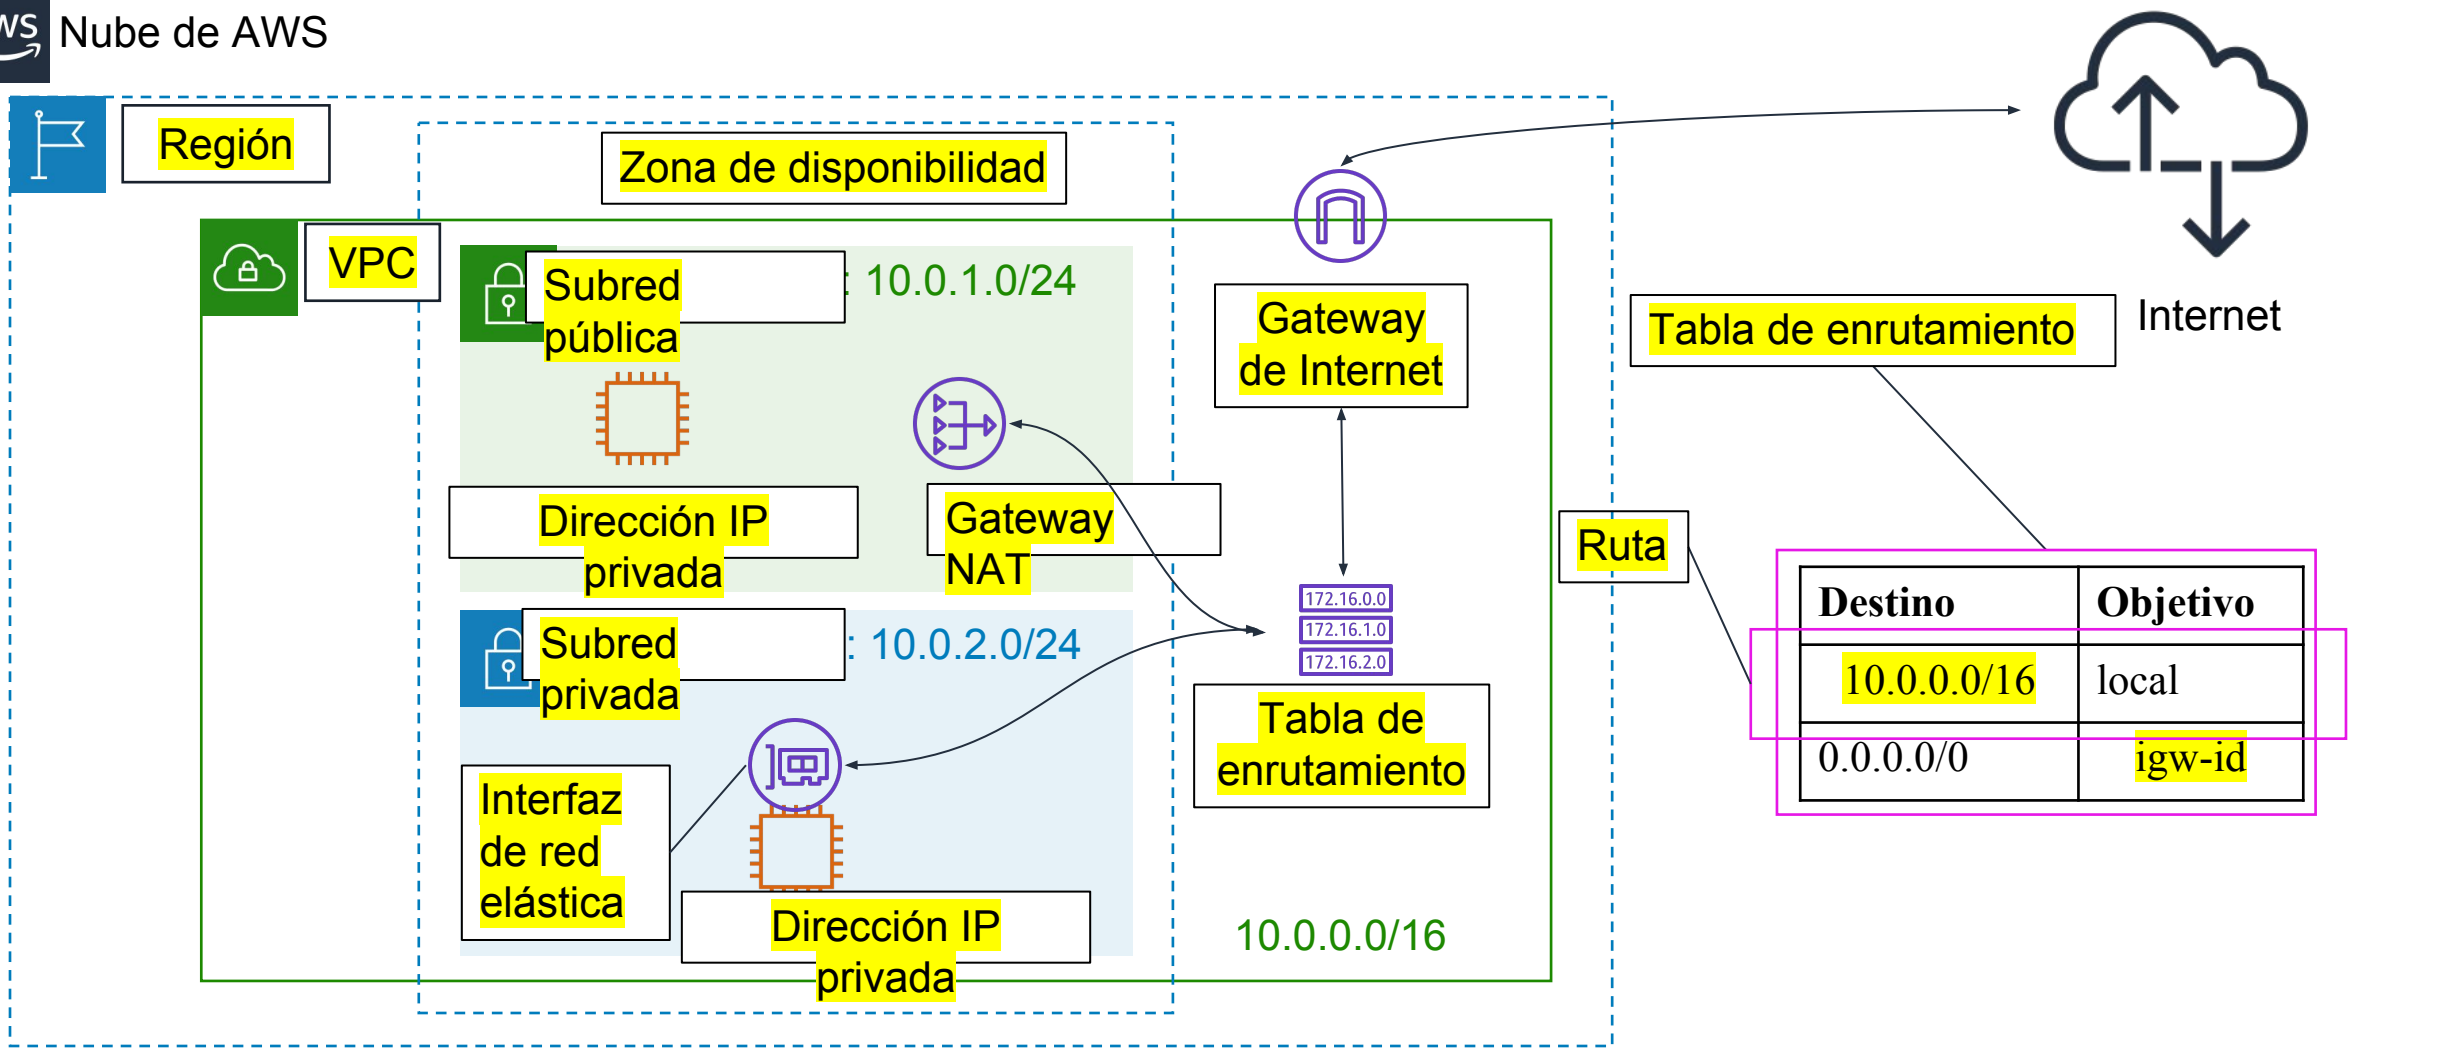 WS
Nube de AWS
Región
Zona de disponibilidad
VPC
Subred
pública
: 10.0.1.0/24
Gateway
de Internet
Tabla de enrutamiento
Internet
Dirección IP
privada
Gateway
NAT
Ruta
172.16.0.0
172.16.1.0
172.16.2.0
Destino
Objetivo
10.0.0.0/16
local
0.0.0.0/0
igw-id
Subred
privada
: 10.0.2.0/24
Tabla de
enrutamiento
Interfaz
de red
elástica
Dirección IP
privada
10.0.0.0/16